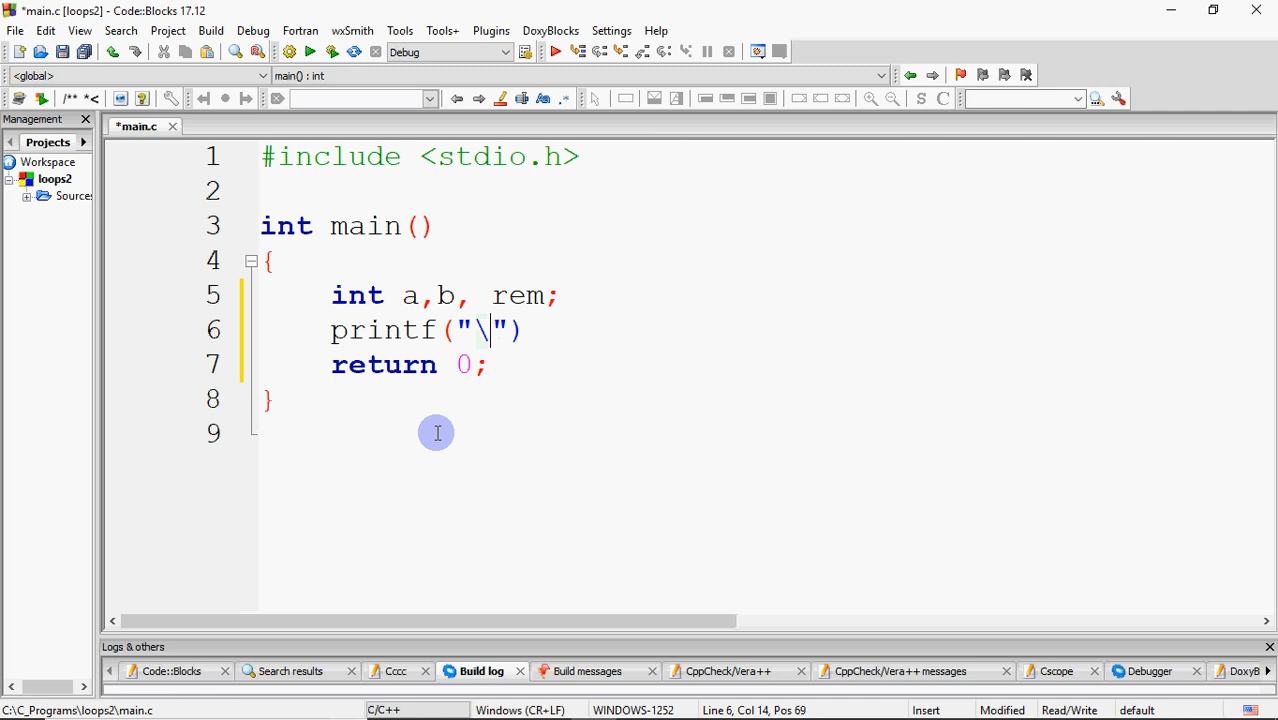 *main.c [loops2] - Code::Blocks 17.12
File Edit View Search Project Build Debug Fortran wxSmith Tools Tools+ Plugins DoxyBlocks Settings Help
Debug
<global> main() : int
/** *< S C
Management
Projects
Workspace
loops2
Sources
*main.c
1 #include <stdio.h>
2
3 int main()
4 {
5 int a,b, rem;
6 printf("\")
7 return 0;
8 }
9
Logs & others
Code::Blocks Search results Cccc Build log Build messages CppCheck/Vera++ CppCheck/Vera++ messages Cscope Debugger DoxyB
C:\C_Programs\loops2\main.c C/C++ Windows (CR+LF) WINDOWS-1252 Line 6, Col 14, Pos 69 Insert Modified Read/Write default